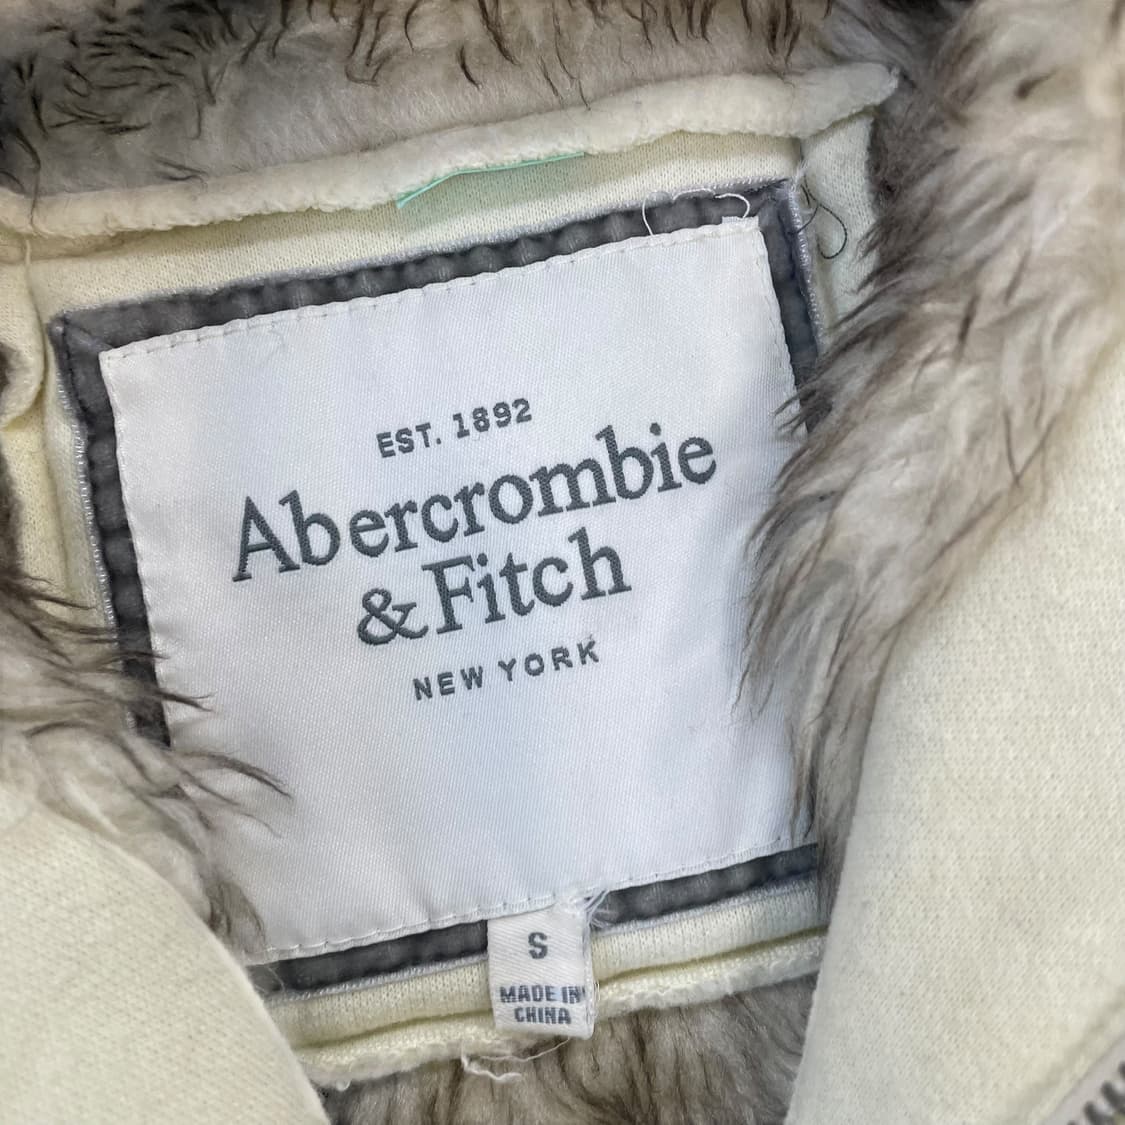 EST. 1892
Abercrombie
& Fitch
NEW YORK
S
MADE IN
CHINA